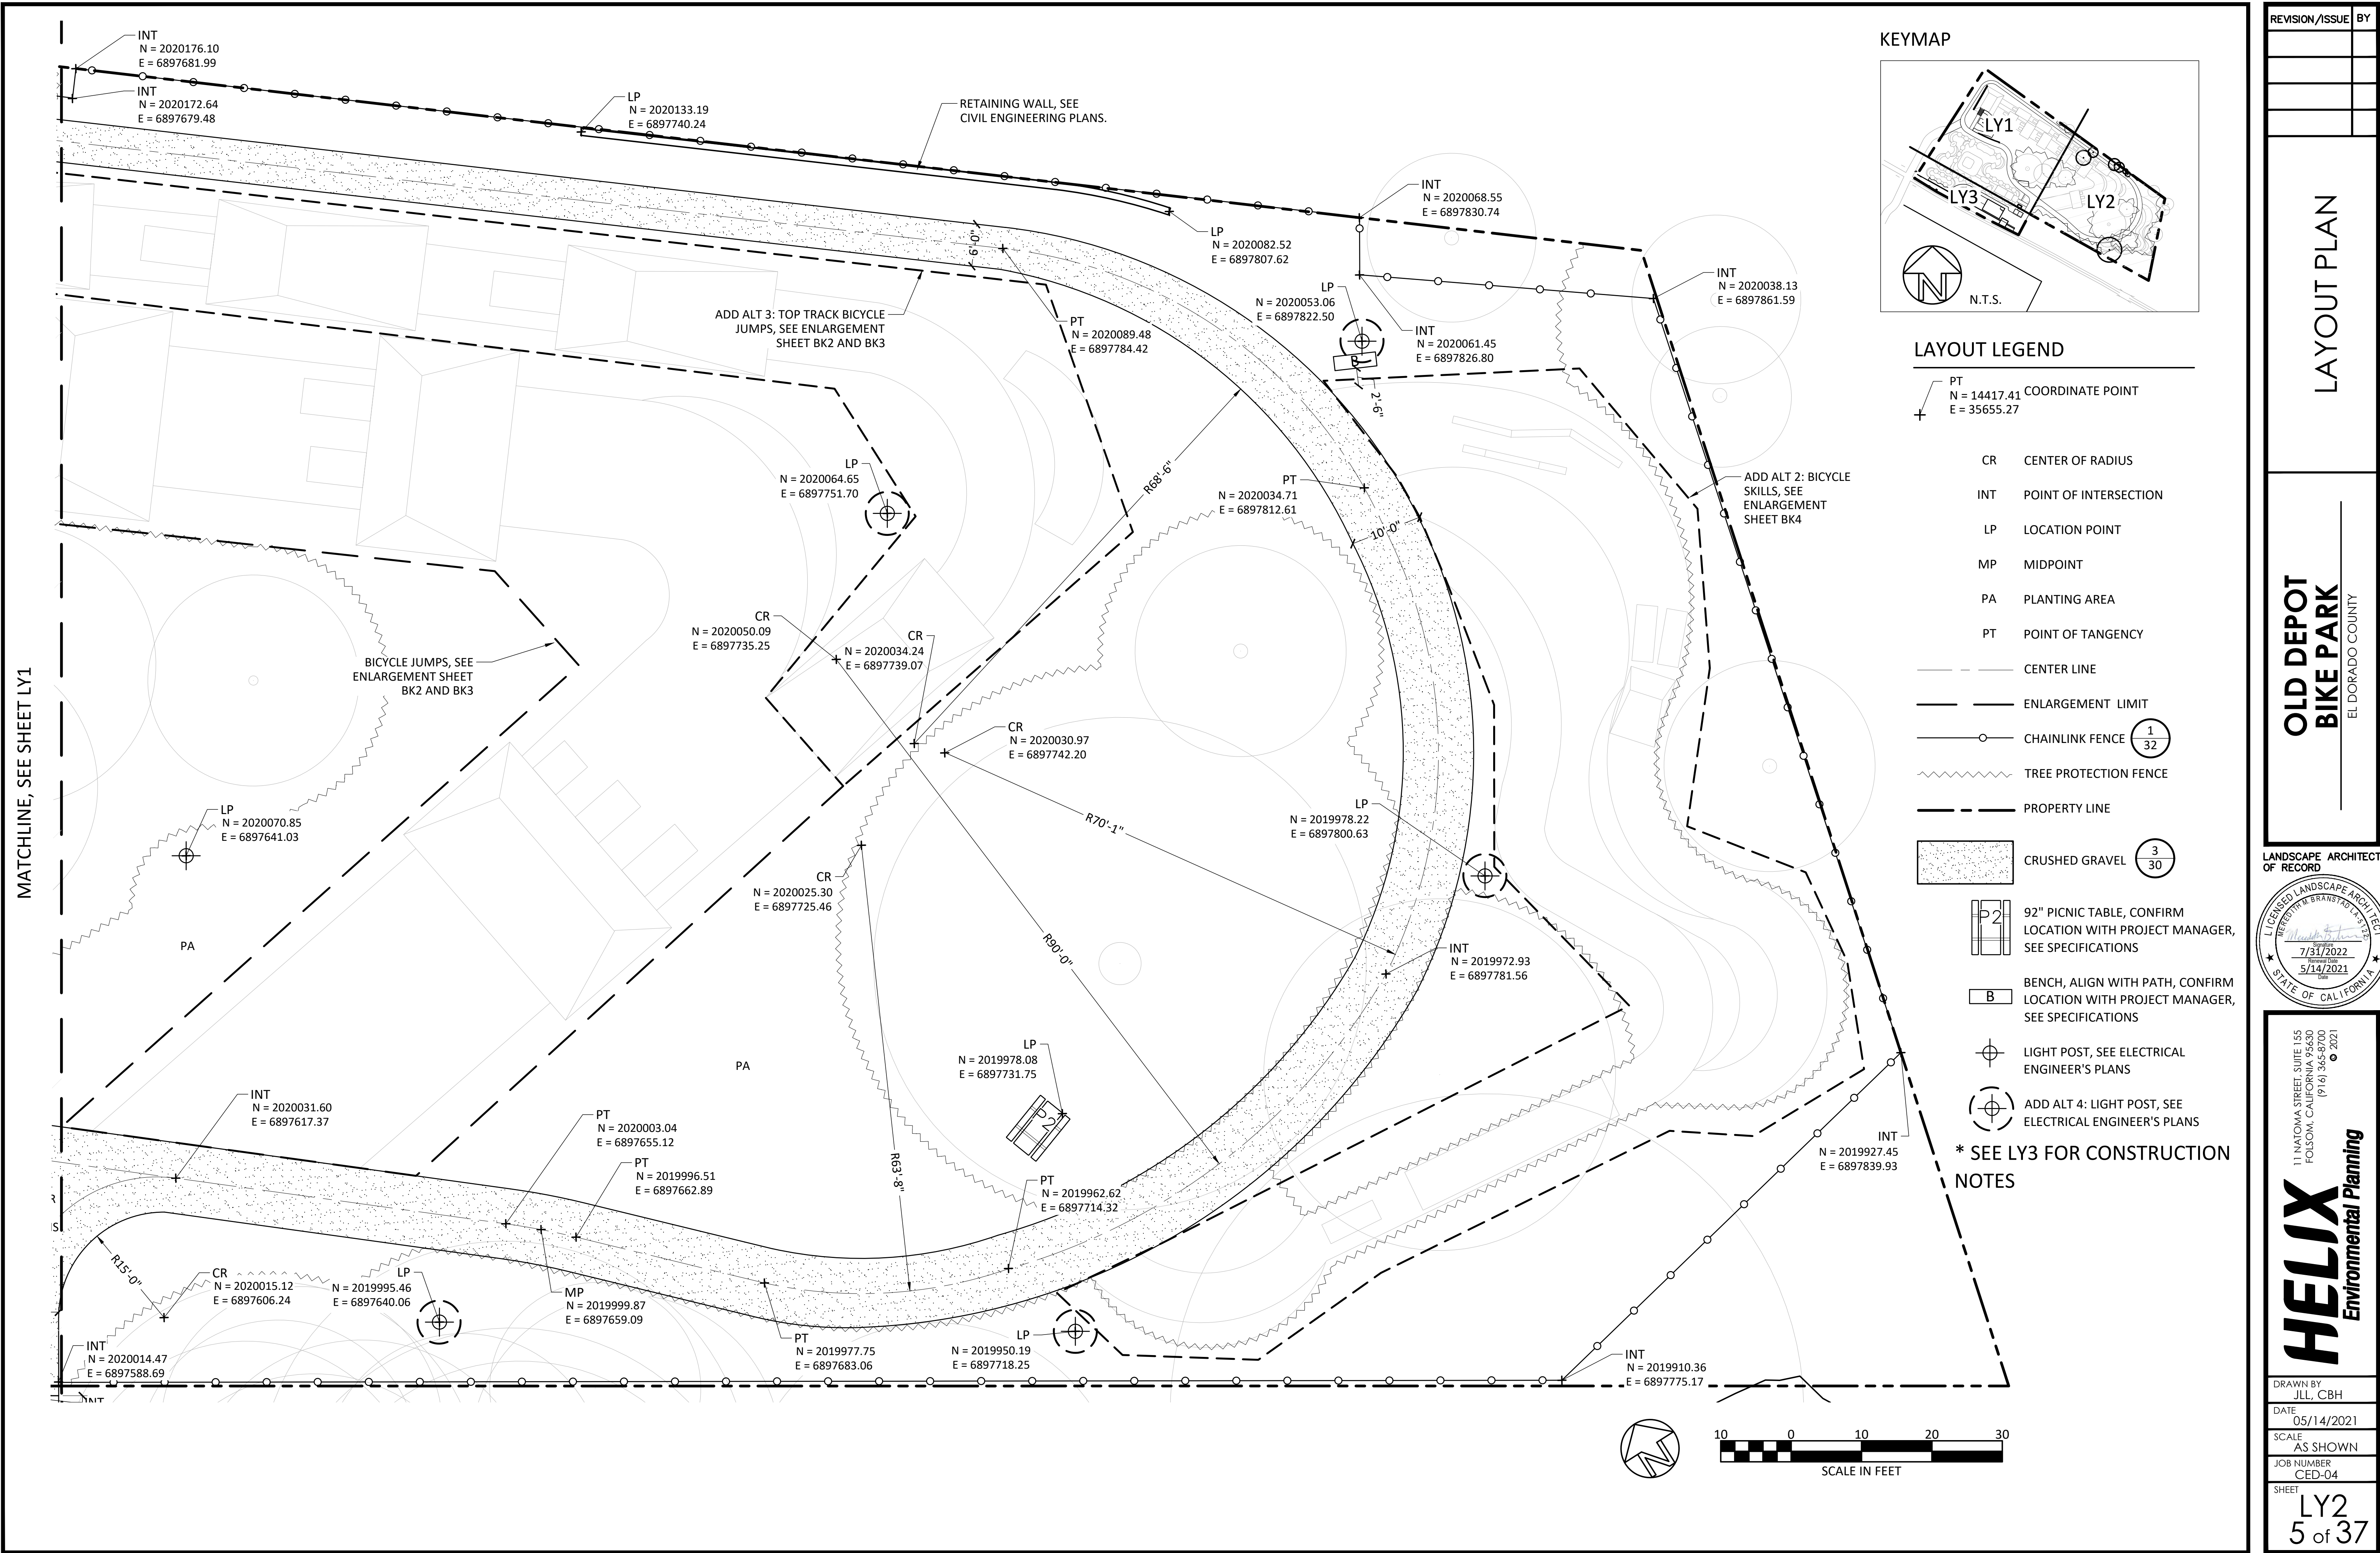 INT
N = 2020176.10
E = 6897681.99
INT
N = 2020172.64
E = 6897679.48
LP
N = 2020133.19
E = 6897740.24
RETAINING WALL, SEE
CIVIL ENGINEERING PLANS.
INT
N = 2020068.55
E = 6897830.74
LP
N = 2020082.52
E = 6897807.62
6'-0"
ADD ALT 3: TOP TRACK BICYCLE
JUMPS, SEE ENLARGEMENT
SHEET BK2 AND BK3
PT
N = 2020089.48
E = 6897784.42
LP
N = 2020053.06
E = 6897822.50
B
INT
N = 2020061.45
E = 6897826.80
INT
N = 2020038.13
E = 6897861.59
2'-6"
LP
N = 2020064.65
E = 6897751.70
R68'-6"
PT
N = 2020034.71
E = 6897812.61
10'-0"
ADD ALT 2: BICYCLE
SKILLS, SEE
ENLARGEMENT
SHEET BK4
CR
N = 2020050.09
E = 6897735.25
CR
N = 2020034.24
E = 6897739.07
BICYCLE JUMPS, SEE
ENLARGEMENT SHEET
BK2 AND BK3
MATCHLINE, SEE SHEET LY1
CR
N = 2020030.97
E = 6897742.20
R70'-1"
LP
N = 2019978.22
E = 6897800.63
LP
N = 2020070.85
E = 6897641.03
CR
N = 2020025.30
E = 6897725.46
PA
R90'-0"
INT
N = 2019972.93
E = 6897781.56
PA
LP
N = 2019978.08
E = 6897731.75
P2
INT
N = 2020031.60
E = 6897617.37
PT
N = 2020003.04
E = 6897655.12
PT
N = 2019996.51
E = 6897662.89
R63'-8"
PT
N = 2019962.62
E = 6897714.32
INT
N = 2019927.45
E = 6897839.93
R
S
R15'-0"
CR
N = 2020015.12
E = 6897606.24
LP
N = 2019995.46
E = 6897640.06
MP
N = 2019999.87
E = 6897659.09
PT
N = 2019977.75
E = 6897683.06
LP
N = 2019950.19
E = 6897718.25
INT
N = 2020014.47
E = 6897588.69
INT
INT
N = 2019910.36
E = 6897775.17
N
10 0 10 20 30
SCALE IN FEET
KEYMAP
LY1
LY2
LY3
N
N.T.S.
LAYOUT LEGEND
PT
N = 14417.41
E = 35655.27
COORDINATE POINT
CR CENTER OF RADIUS
INT POINT OF INTERSECTION
LP LOCATION POINT
MP MIDPOINT
PA PLANTING AREA
PT POINT OF TANGENCY
CENTER LINE
ENLARGEMENT LIMIT
CHAINLINK FENCE 1
32
TREE PROTECTION FENCE
PROPERTY LINE
CRUSHED GRAVEL 3
30
P2
92" PICNIC TABLE, CONFIRM
LOCATION WITH PROJECT MANAGER,
SEE SPECIFICATIONS
B
BENCH, ALIGN WITH PATH, CONFIRM
LOCATION WITH PROJECT MANAGER,
SEE SPECIFICATIONS
LIGHT POST, SEE ELECTRICAL
ENGINEER'S PLANS
ADD ALT 4: LIGHT POST, SEE
ELECTRICAL ENGINEER'S PLANS
* SEE LY3 FOR CONSTRUCTION
NOTES
REVISION/ISSUE BY
LAYOUT PLAN
OLD DEPOT
BIKE PARK
EL DORADO COUNTY
LANDSCAPE ARCHITECT
OF RECORD
LICENSED LANDSCAPE ARCHITECT
MEREDITH M. BRANSTAD LA-5122
Signature
7/31/2022
Renewal Date
5/14/2021
Date
STATE OF CALIFORNIA
11 NATOMA STREET, SUITE 155
FOLSOM, CALIFORNIA 95630
(916) 365-8700
© 2021
HELIX
Environmental Planning
DRAWN BY
JLL, CBH
DATE
05/14/2021
SCALE
AS SHOWN
JOB NUMBER
CED-04
SHEET
LY2
5 of 37